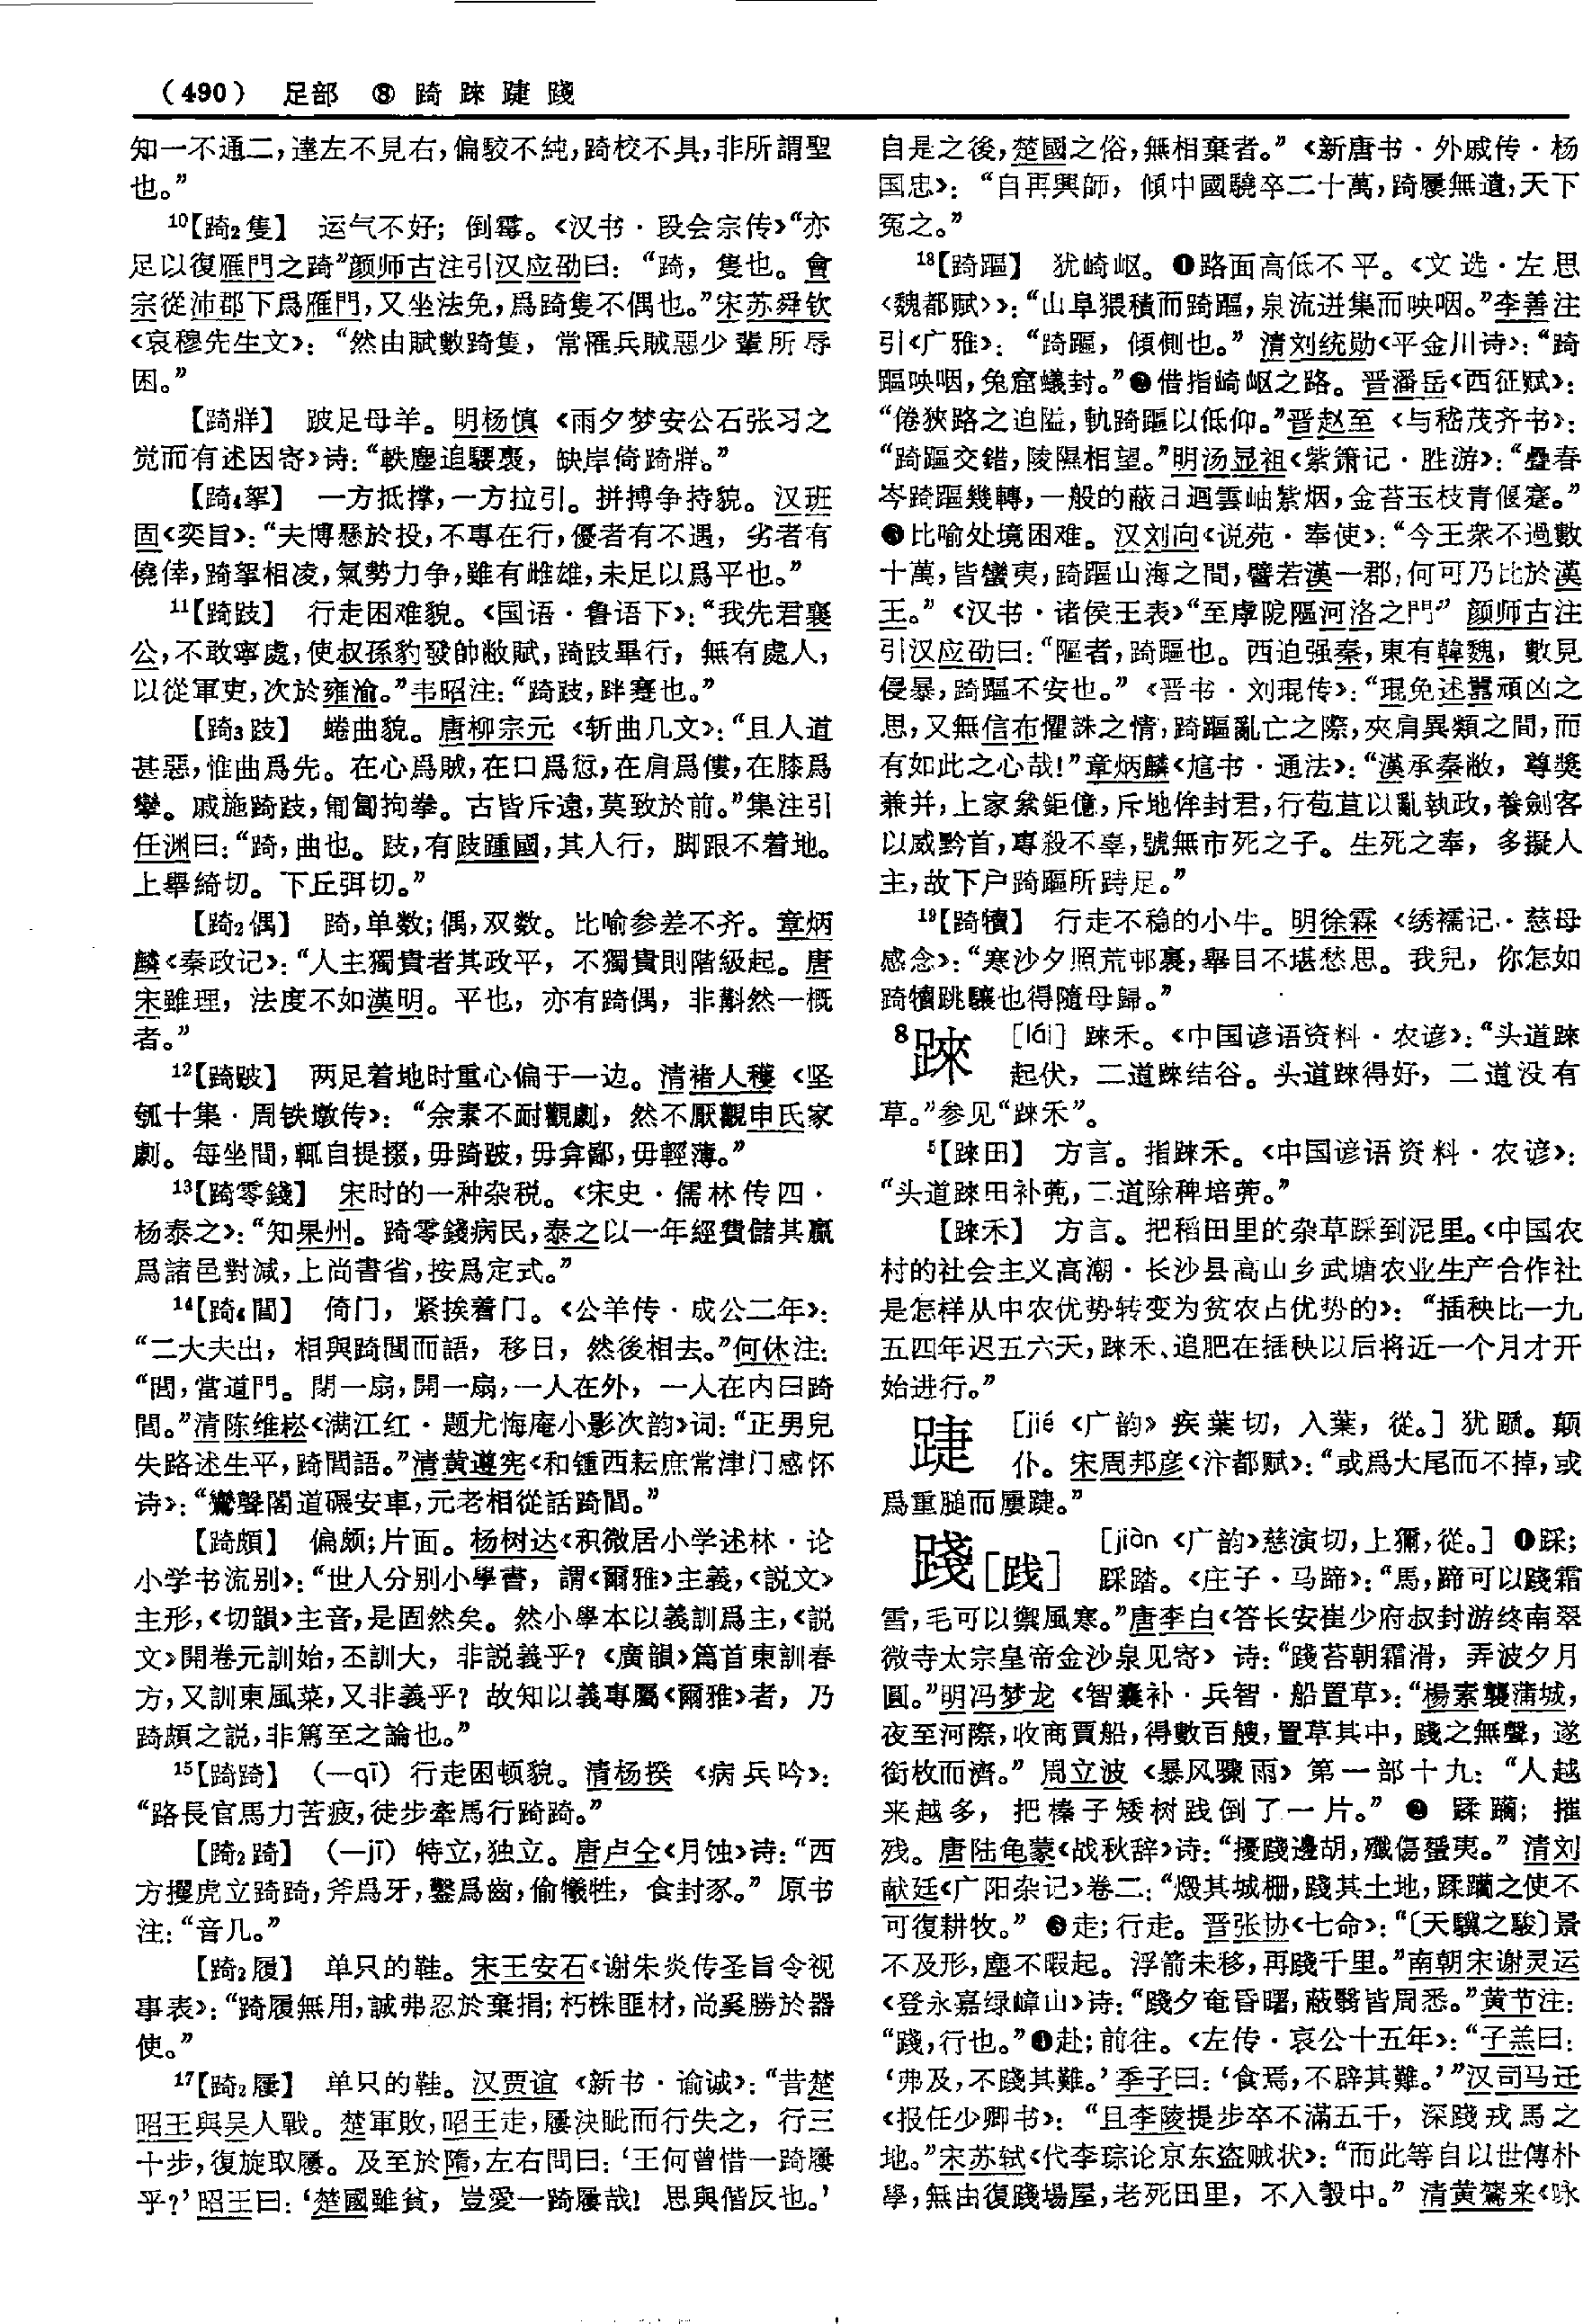 （490） 足部 ⑧ 踦 踛 踕 踐
知一不通二，達左不見右，偏駮不純，踦校不具，非所謂聖
也。”
10【踦₂隻】 运气不好；倒霉。《汉书·段会宗传》“亦
足以復雁門之踦”颜师古注引汉应劭曰：“踦，隻也。會
宗從沛郡下爲雁門，又坐法免，爲踦隻不偶也。”宋苏舜钦
《哀穆先生文》：“然由賦數踦隻，常罹兵賊惡少輩所辱
困。”
【踦牂】 跛足母羊。明杨慎《雨夕梦安公石张习之
觉而有述因寄》诗：“軼塵追騕褭，缺岸倚踦牂。”
【踦₄挐】 一方抵撑，一方拉引。拼搏争持貌。汉班
固《奕旨》：“夫博懸於投，不專在行，優者有不遇，劣者有
僥倖，踦挐相凌，氣勢力争，雖有雌雄，未足以爲平也。”
11【踦跂】 行走困难貌。《国语·鲁语下》：“我先君襄
公，不敢寧處，使叔孫豹發帥敝賦，踦跂畢行，無有處人，
以從軍吏，次於雍渝。”韦昭注：“踦跂，跘蹇也。”
【踦₃跂】 蜷曲貌。唐柳宗元《斩曲几文》：“且人道
甚惡，惟曲爲先。在心爲賊，在口爲愆，在肩爲僂，在膝爲
攣。戚施踦跂，匍匐拘拳。古皆斥遠，莫致於前。”集注引
任渊曰：“踦，曲也。跂，有跂踵國，其人行，脚跟不着地。
上舉綺切。下丘弭切。”
【踦₂偶】 踦，单数；偶，双数。比喻参差不齐。章炳
麟《秦政记》：“人主獨貴者其政平，不獨貴則階級起。唐
宋雖理，法度不如漢明。平也，亦有踦偶，非斠然一概
者。”
12【踦跛】 两足着地时重心偏于一边。清褚人穫《坚
瓠十集·周铁墩传》：“余素不耐觀劇，然不厭觀申氏家
劇。每坐間，輒自提掇，毋踦跛，毋弇鄙，毋輕薄。”
13【踦零錢】 宋时的一种杂税。《宋史·儒林传四·
杨泰之》：“知果州。踦零錢病民，泰之以一年經費儲其贏
爲諸邑對減，上尚書省，按爲定式。”
14【踦₄閭】 倚门，紧挨着门。《公羊传·成公二年》：
“二大夫出，相與踦閭而語，移日，然後相去。”何休注：
“閭，當道門。閉一扇，開一扇，一人在外，一人在内曰踦
閭。”清陈维崧《满江红·题尤悔庵小影次韵》词：“正男兒
失路述生平，踦閭語。”清黄遵宪《和锺西耘庶常津门感怀
诗》：“鸞聲閣道碾安車，元老相從話踦閭。”
【踦頗】 偏颇；片面。杨树达《积微居小学述林·论
小学书流别》：“世人分别小學書，謂《爾雅》主義，《説文》
主形，《切韻》主音，是固然矣。然小學本以義訓爲主，《説
文》開卷元訓始，丕訓大，非説義乎？《廣韻》篇首東訓春
方，又訓東風菜，又非義乎？故知以義專屬《爾雅》者，乃
踦頗之説，非篤至之論也。”
15【踦踦】 （—qī）行走困顿貌。清杨揆《病兵吟》：
“路長官馬力苦疲，徒步牽馬行踦踦。”
【踦₂踦】 （—jī）特立，独立。唐卢仝《月蚀》诗：“西
方攫虎立踦踦，斧爲牙，鑿爲齒，偷犧牲，食封豕。”原书
注：“音几。”
【踦₂履】 单只的鞋。宋王安石《谢朱炎传圣旨令视
事表》：“踦履無用，誠弗忍於棄捐；朽株匪材，尚奚勝於器
使。”
17【踦₂屨】 单只的鞋。汉贾谊《新书·谕诚》：“昔楚
昭王與吴人戰。楚軍敗，昭王走，屨決眦而行失之，行三
十步，復旋取屨。及至於隋，左右問曰：‘王何曾惜一踦屨
乎？’昭王曰：‘楚國雖貧，豈愛一踦屨哉！思與偕反也。’
自是之後，楚國之俗，無相棄者。”《新唐书·外戚传·杨
国忠》：“自再興師，傾中國驍卒二十萬，踦屨無遺，天下
冤之。”
18【踦䧢】 犹崎岖。❶路面高低不平。《文选·左思
〈魏都赋〉》：“山阜猥積而踦䧢，泉流迸集而咉咽。”李善注
引《广雅》：“踦䧢，傾側也。”清刘统勋《平金川诗》：“踦
䧢咉咽，兔窟蟻封。”❷借指崎岖之路。晋潘岳《西征赋》：
“倦狹路之迫隘，軌踦䧢以低仰。”晋赵至《与嵇茂齐书》：
“踦䧢交錯，陵隰相望。”明汤显祖《紫箫记·胜游》：“疊春
岑踦䧢幾轉，一般的蔽日迴雲岫紫烟，金苔玉枝青偃蹇。”
❸比喻处境困难。汉刘向《说苑·奉使》：“今王衆不過數
十萬，皆蠻夷，踦䧢山海之間，譬若漢一郡，何可乃比於漢
王。”《汉书·诸侯王表》“至虖阸䧢河洛之間”颜师古注
引汉应劭曰：“䧢者，踦䧢也。西迫强秦，東有韓魏，數見
侵暴，踦䧢不安也。”《晋书·刘琨传》：“琨免述囂頑凶之
思，又無信布懼誅之情，踦䧢亂亡之際，夾肩異類之間，而
有如此之心哉！”章炳麟《訄书·通法》：“漢承秦敝，尊獎
兼并，上家絫鉅億，斥地侔封君，行苞苴以亂執政，養劍客
以威黔首，專殺不辜，號無市死之子。生死之奉，多擬人
主，故下户踦䧢所跱足。”
19【踦犢】 行走不稳的小牛。明徐霖《绣襦记·慈母
感念》：“寒沙夕照荒邨裏，舉目不堪愁思。我兒，你怎如
踦犢跳驤也得隨母歸。”
8踛 ［lái］踛禾。《中国谚语资料·农谚》：“头道踛
起伏，二道踛结谷。头道踛得好，二道没有
草。”参见“踛禾”。
5【踛田】 方言。指踛禾。《中国谚语资料·农谚》：
“头道踛田补蔸，二道除稗培蔸。”
【踛禾】 方言。把稻田里的杂草踩到泥里。《中国农
村的社会主义高潮·长沙县高山乡武塘农业生产合作社
是怎样从中农优势转变为贫农占优势的》：“插秧比一九
五四年迟五六天，踛禾、追肥在插秧以后将近一个月才开
始进行。”
踕 ［jié《广韵》疾葉切，入葉，從。］犹踬。颠
仆。宋周邦彦《汴都赋》：“或爲大尾而不掉，或
爲重膇而屢踕。”
踐［践］ ［jiàn《广韵》慈演切，上獮，從。］❶踩；
踩踏。《庄子·马蹄》：“馬，蹄可以踐霜
雪，毛可以禦風寒。”唐李白《答长安崔少府叔封游终南翠
微寺太宗皇帝金沙泉见寄》诗：“踐苔朝霜滑，弄波夕月
圓。”明冯梦龙《智囊补·兵智·船置草》：“楊素襲蒲城，
夜至河際，收商賈船，得數百艘，置草其中，踐之無聲，遂
銜枚而濟。”周立波《暴风骤雨》第一部十九：“人越
来越多，把榛子矮树践倒了一片。”❷蹂躏；摧
残。唐陆龟蒙《战秋辞》诗：“擾踐邊胡，殲傷蜑夷。”清刘
献廷《广阳杂记》卷二：“燬其城栅，踐其土地，蹂躪之使不
可復耕牧。”❸走；行走。晋张协《七命》：“〔天驥之駿〕景
不及形，塵不暇起。浮箭未移，再踐千里。”南朝宋谢灵运
《登永嘉绿嶂山》诗：“踐夕奄昏曙，蔽翳皆周悉。”黄节注：
“踐，行也。”❹赴；前往。《左传·哀公十五年》：“子羔曰：
‘弗及，不踐其難。’季子曰：‘食焉，不辟其難。’”汉司马迁
《报任少卿书》：“且李陵提步卒不滿五千，深踐戎馬之
地。”宋苏轼《代李琮论京东盗贼状》：“而此等自以世傳朴
學，無由復踐場屋，老死田里，不入彀中。”清黄鷟来《咏